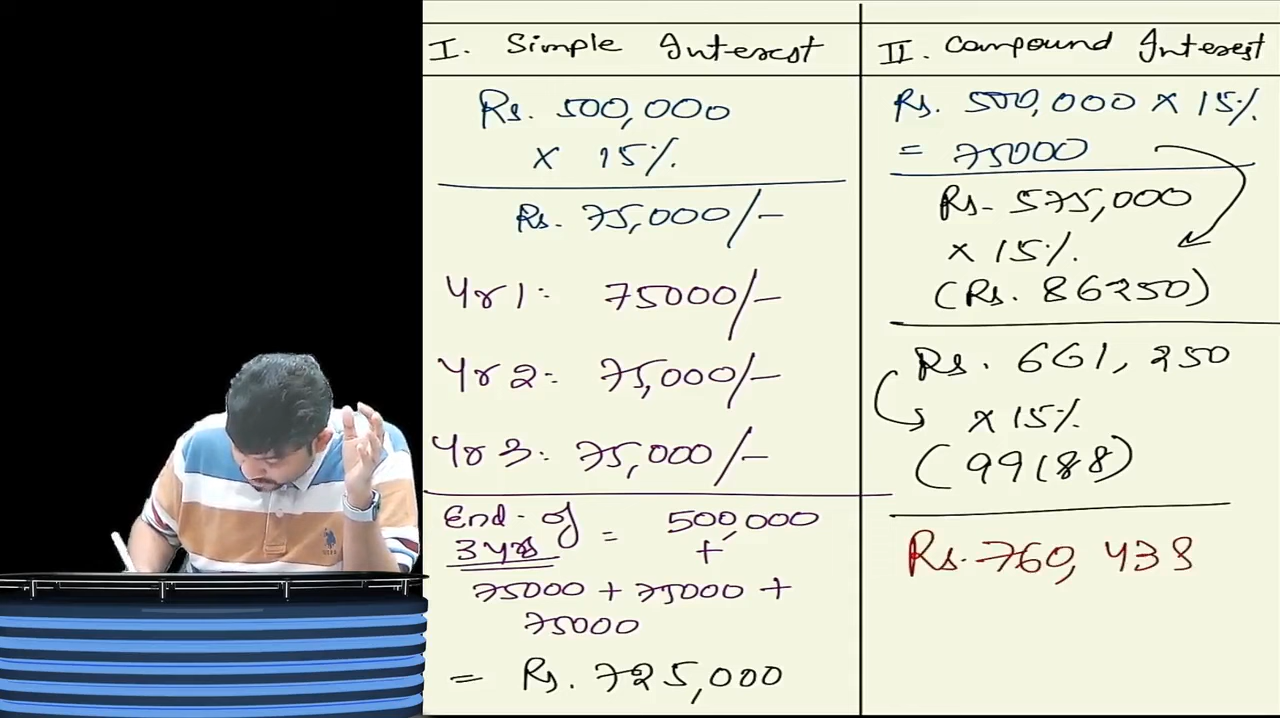 I. Simple Interest
Rs. 500,000
x 15%
Rs. 75,000/-
Yr 1: 75000/-
Yr 2: 75,000/-
Yr 3: 75,000/-
End of = 500,000
3 yrs +
75000 + 75000 +
75000
= Rs. 725,000
II. Compound Interest
Rs. 500,000 x 15%
= 75000
Rs. 575,000
x 15%.
(Rs. 86250)
Rs. 661,250
x 15%
(99188)
Rs. 760,438